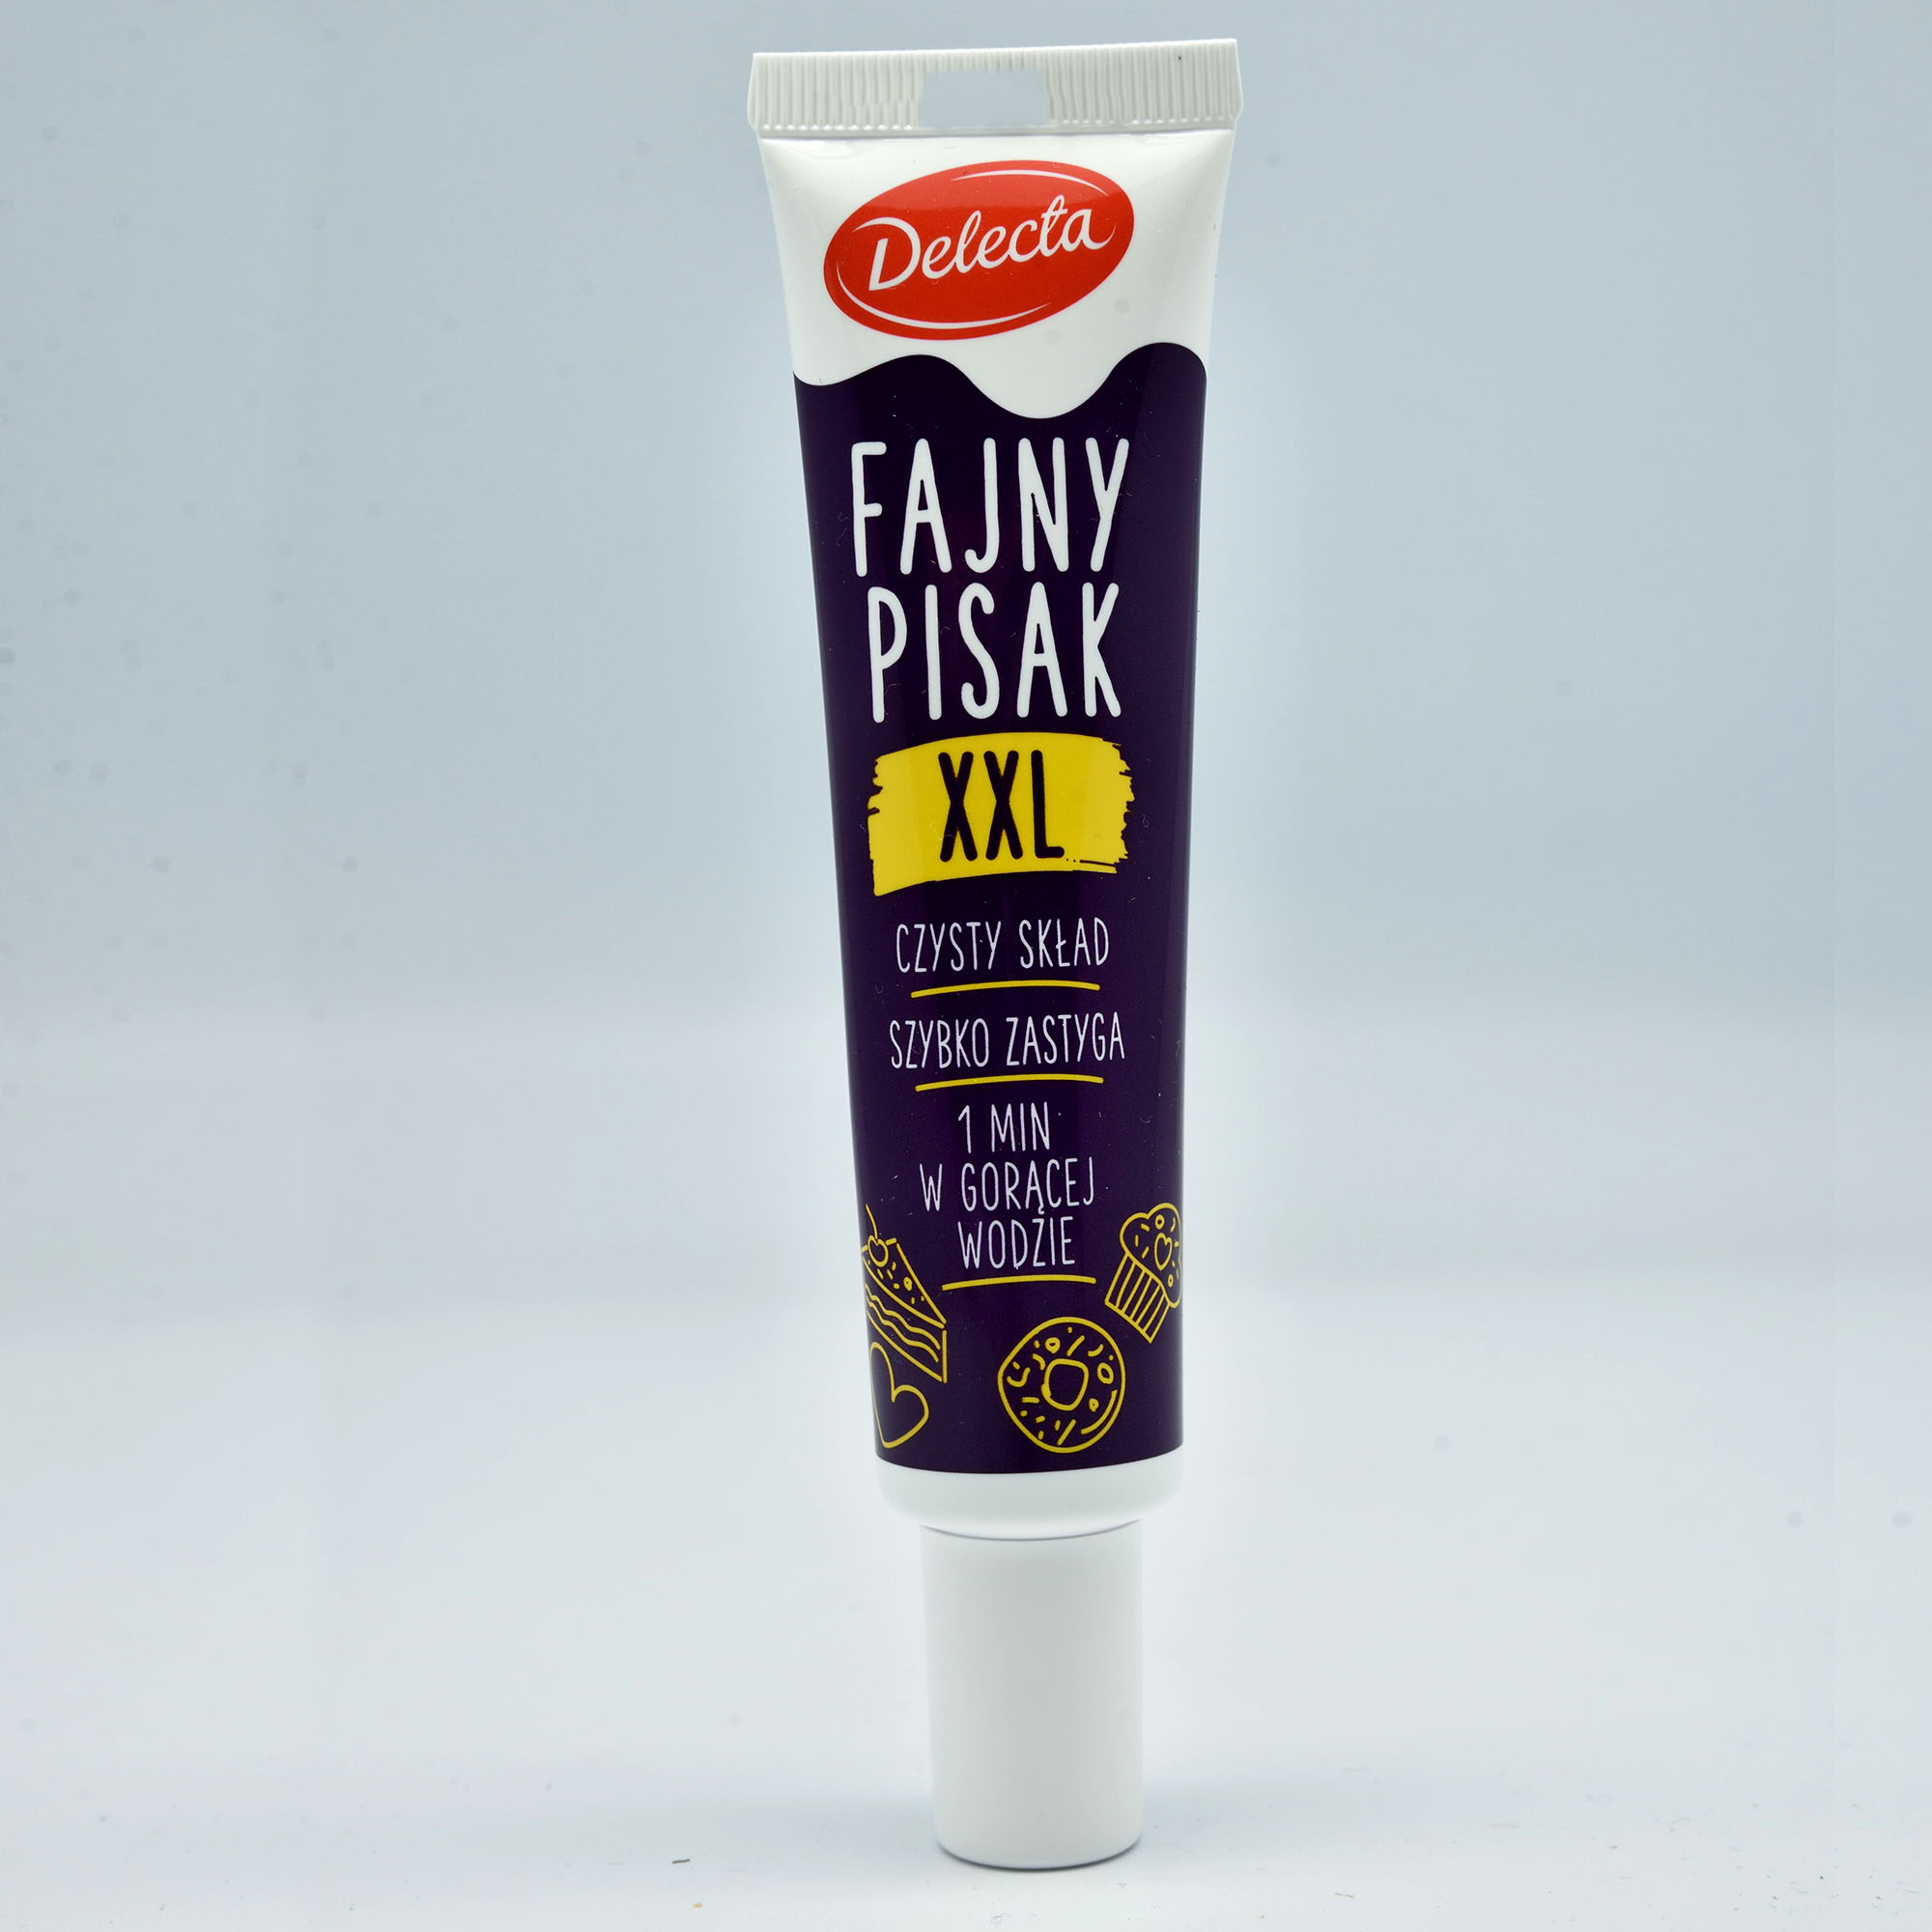 Delecta
FAJNY
PISAK
XXL
CZYSTY SKŁAD
SZYBKO ZASTYGA
1 MIN
W GORĄCEJ
WODZIE